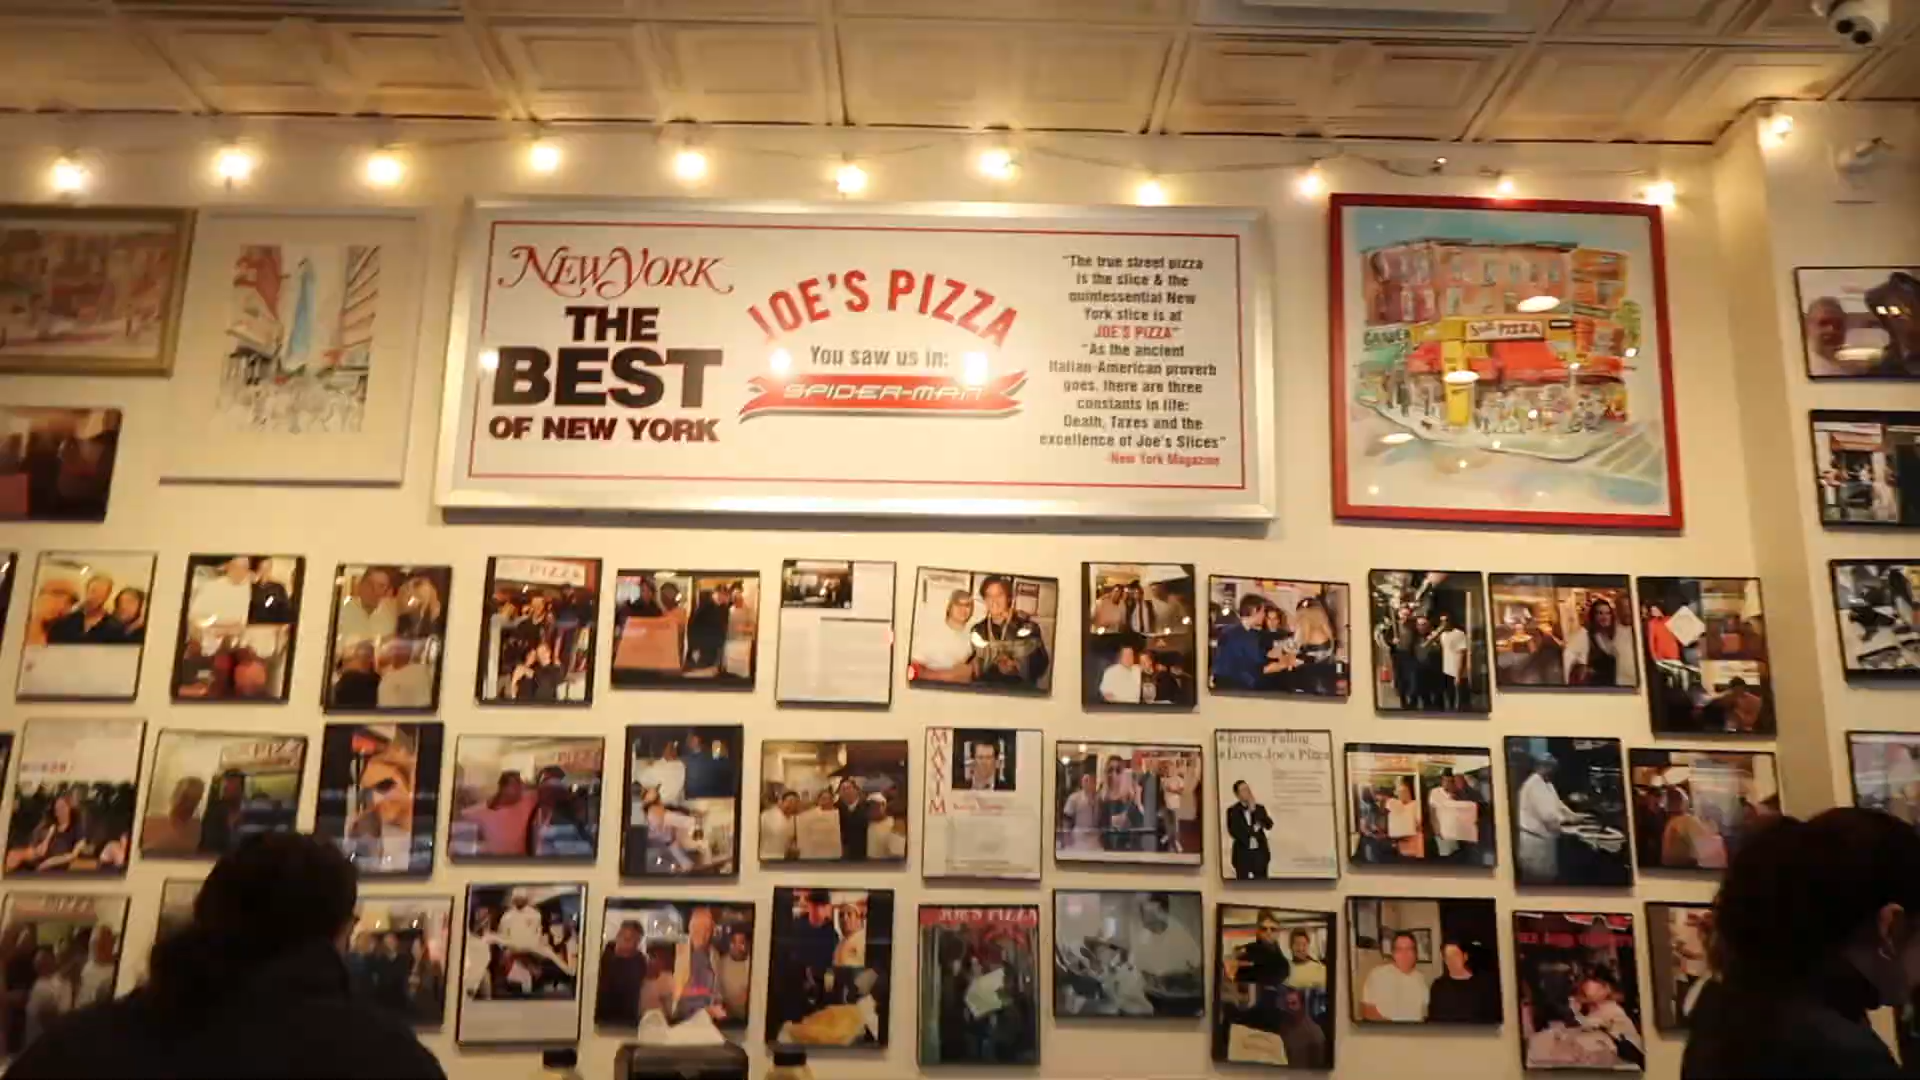 NEW YORK
THE
BEST
OF NEW YORK
JOE'S PIZZA
You saw us in:
SPIDER-MAN
"The true street pizza
is the slice & the
quintessential New
York slice is at
JOE'S PIZZA"
"As the ancient
Italian-American proverb
goes, there are three
constants in life:
Death, Taxes and the
excellence of Joe's Slices"
-New York Magazine
PIZZA
PIZZA
MAXIM
Loves Joe's Pizza
JOE'S PIZZA